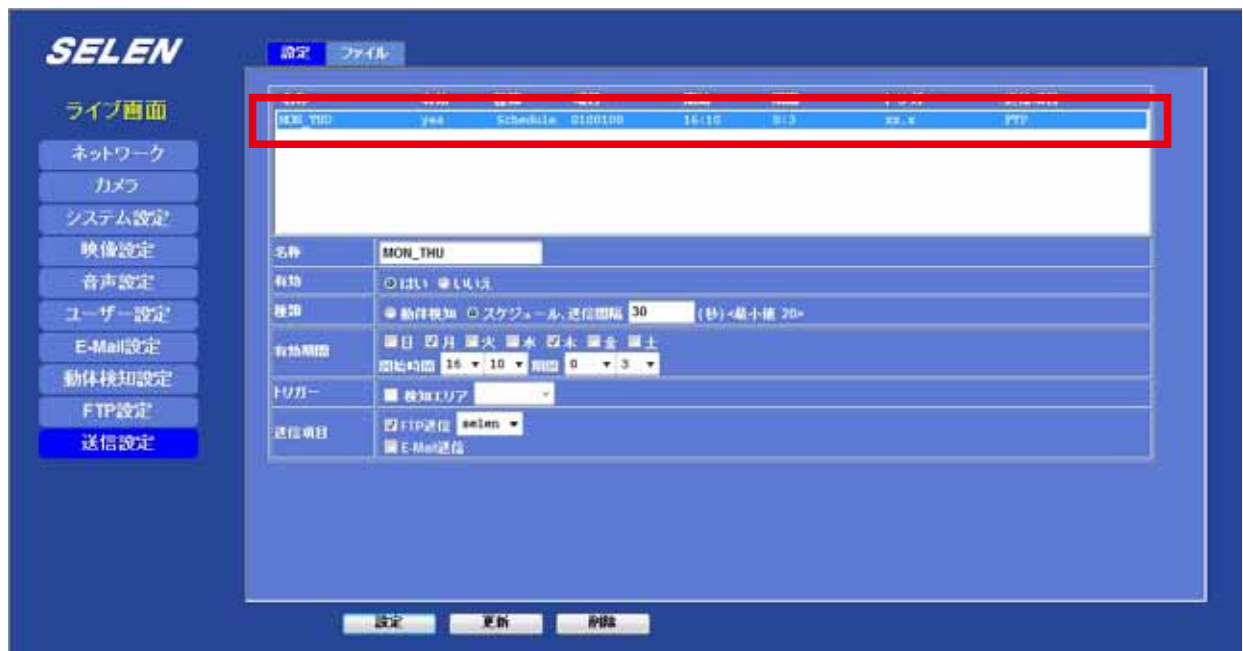 SELEN
設定 ファイル
ライブ画面
ネットワーク
カメラ
システム設定
映像設定
音声設定
ユーザー設定
E-Mail設定
動体検知設定
FTP設定
送信設定
MON_THU yes Schedule 0100100 16:10 0:3 xx.x FTP
名称 MON_THU
有効 はい いいえ
種類 動体検知 スケジュール,送信間隔 30 (秒)<最小値 20>
有効期間 日 月 火 水 木 金 土
開始時間 16 10 期間 0 3
トリガー 検知エリア
送信項目 FTP送信 selen
E-Mail送信
設定 更新 削除